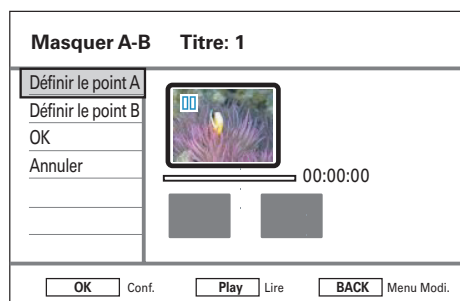 Masquer A-B Titre: 1
Définir le point A
Définir le point B
OK
Annuler
00:00:00
OK Conf. Play Lire BACK Menu Modi.